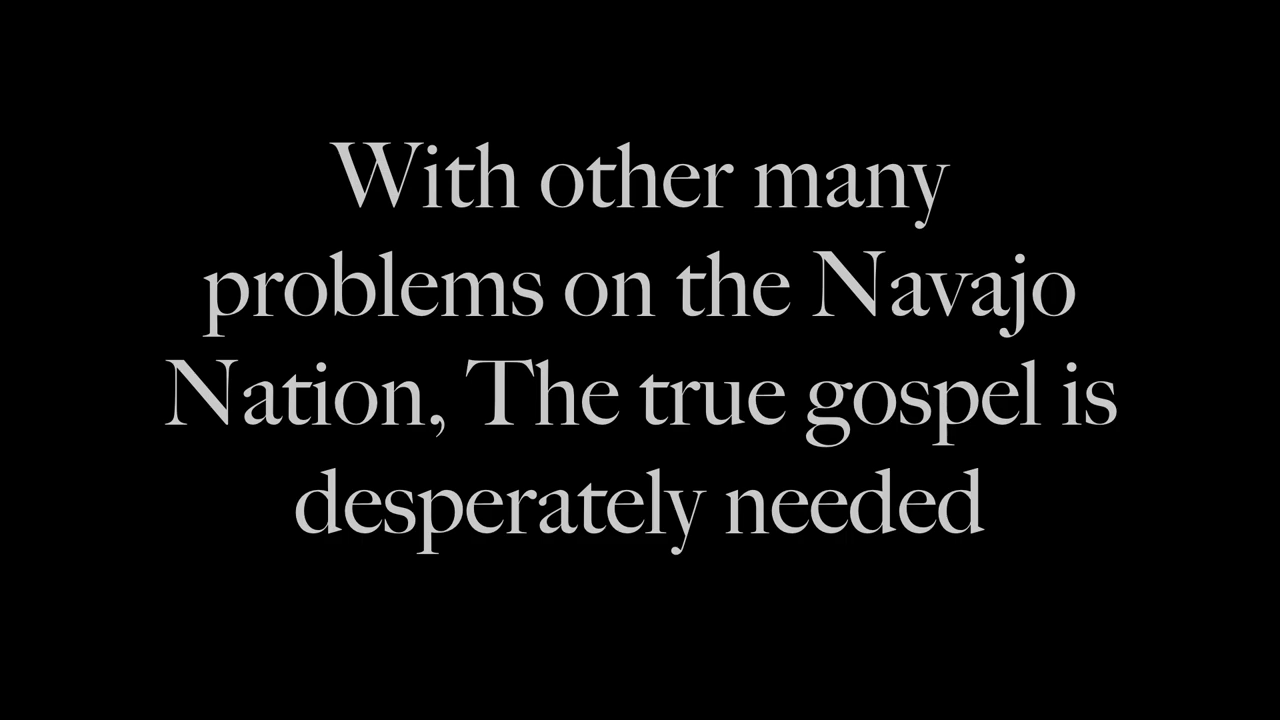 With other many
problems on the Navajo
Nation, The true gospel is
desperately needed